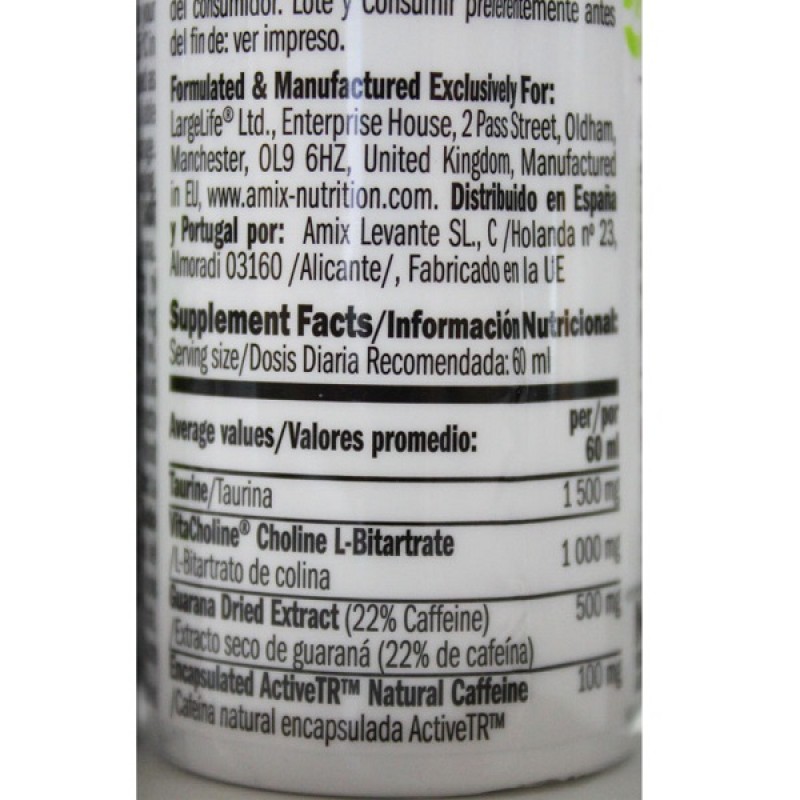 del consumidor. Lote y Consumir preferentemente antes
del fin de: ver impreso.
Formulated & Manufactured Exclusively For:
LargeLife® Ltd., Enterprise House, 2 Pass Street, Oldham,
Manchester, OL9 6HZ, United Kingdom, Manufactured
in EU, www.amix-nutrition.com. Distribuido en España
y Portugal por: Amix Levante SL., C /Holanda nº 23,
Almoradi 03160 /Alicante/, Fabricado en la UE
Supplement Facts/Información Nutricional:
Serving size/Dosis Diaria Recomendada: 60 ml
Average values/Valores promedio: per/por
60 ml
Taurine/Taurina 1 500 mg
VitaCholine® Choline L-Bitartrate 1 000 mg
/L-Bitartrato de colina
Guarana Dried Extract (22% Caffeine) 500 mg
/Extracto seco de guaraná (22% de cafeína)
Encapsulated ActiveTR™ Natural Caffeine 100 mg
/Cafeína natural encapsulada ActiveTR™